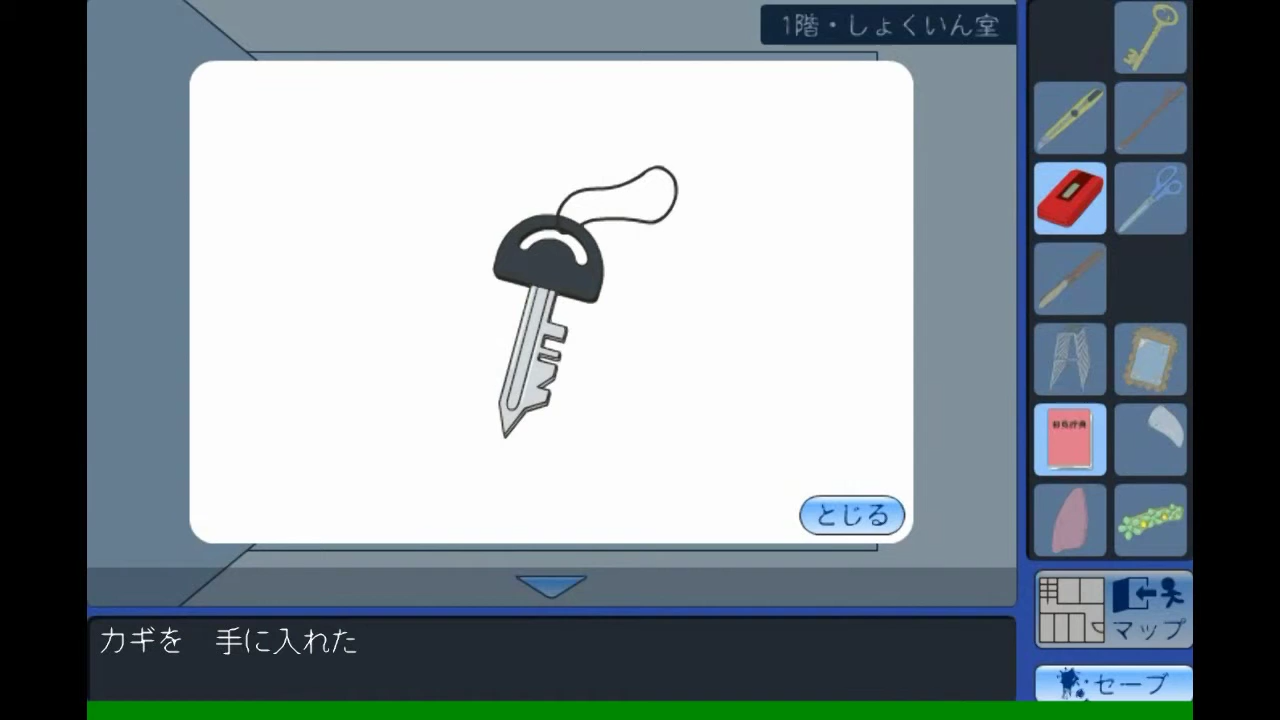 1階・しょくいん室
とじる
カギを　手に入れた
マップ
セーブ